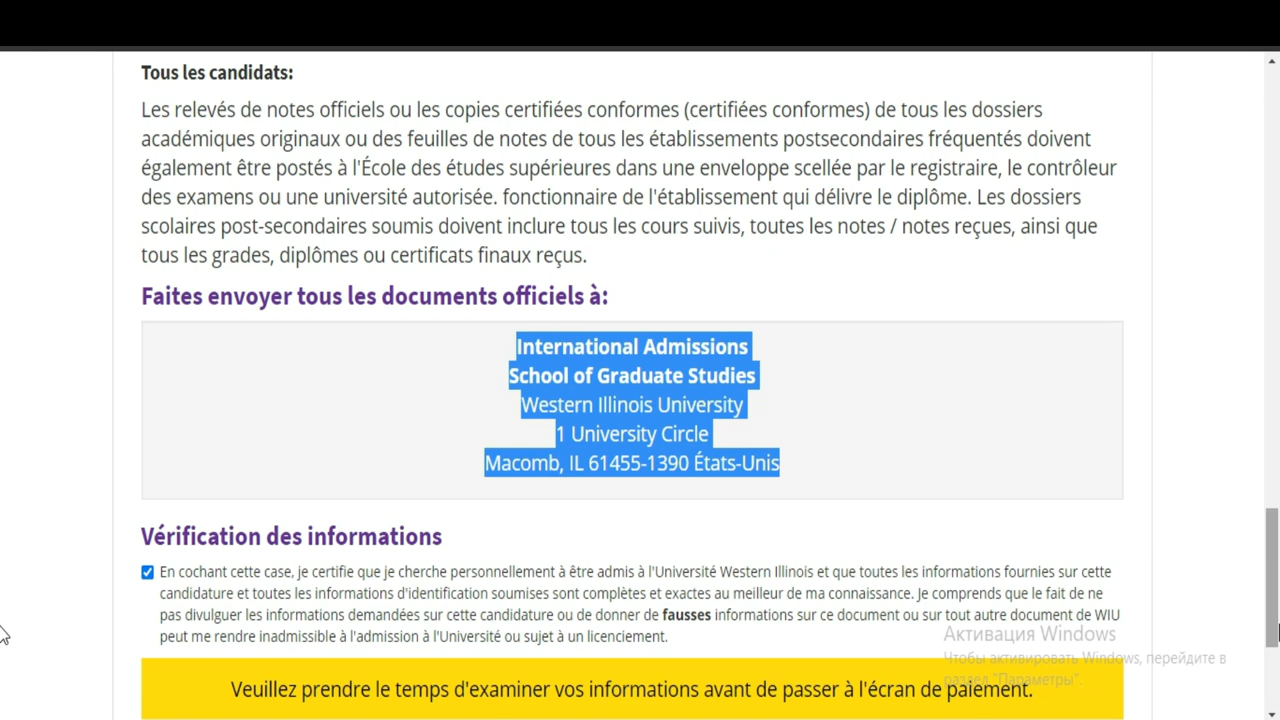 Tous les candidats:
Les relevés de notes officiels ou les copies certifiées conformes (certifiées conformes) de tous les dossiers
académiques originaux ou des feuilles de notes de tous les établissements postsecondaires fréquentés doivent
également être postés à l'École des études supérieures dans une enveloppe scellée par le registraire, le contrôleur
des examens ou une université autorisée. fonctionnaire de l'établissement qui délivre le diplôme. Les dossiers
scolaires post-secondaires soumis doivent inclure tous les cours suivis, toutes les notes / notes reçues, ainsi que
tous les grades, diplômes ou certificats finaux reçus.
Faites envoyer tous les documents officiels à:
International Admissions
School of Graduate Studies
Western Illinois University
1 University Circle
Macomb, IL 61455-1390 États-Unis
Vérification des informations
En cochant cette case, je certifie que je cherche personnellement à être admis à l'Université Western Illinois et que toutes les informations fournies sur cette
candidature et toutes les informations d'identification soumises sont complètes et exactes au meilleur de ma connaissance. Je comprends que le fait de ne
pas divulguer les informations demandées sur cette candidature ou de donner de fausses informations sur ce document ou sur tout autre document de WIU
peut me rendre inadmissible à l'admission à l'Université ou sujet à un licenciement.
Активация Windows
Чтобы активировать Windows, перейдите в
раздел "Параметры".
Veuillez prendre le temps d'examiner vos informations avant de passer à l'écran de paiement.